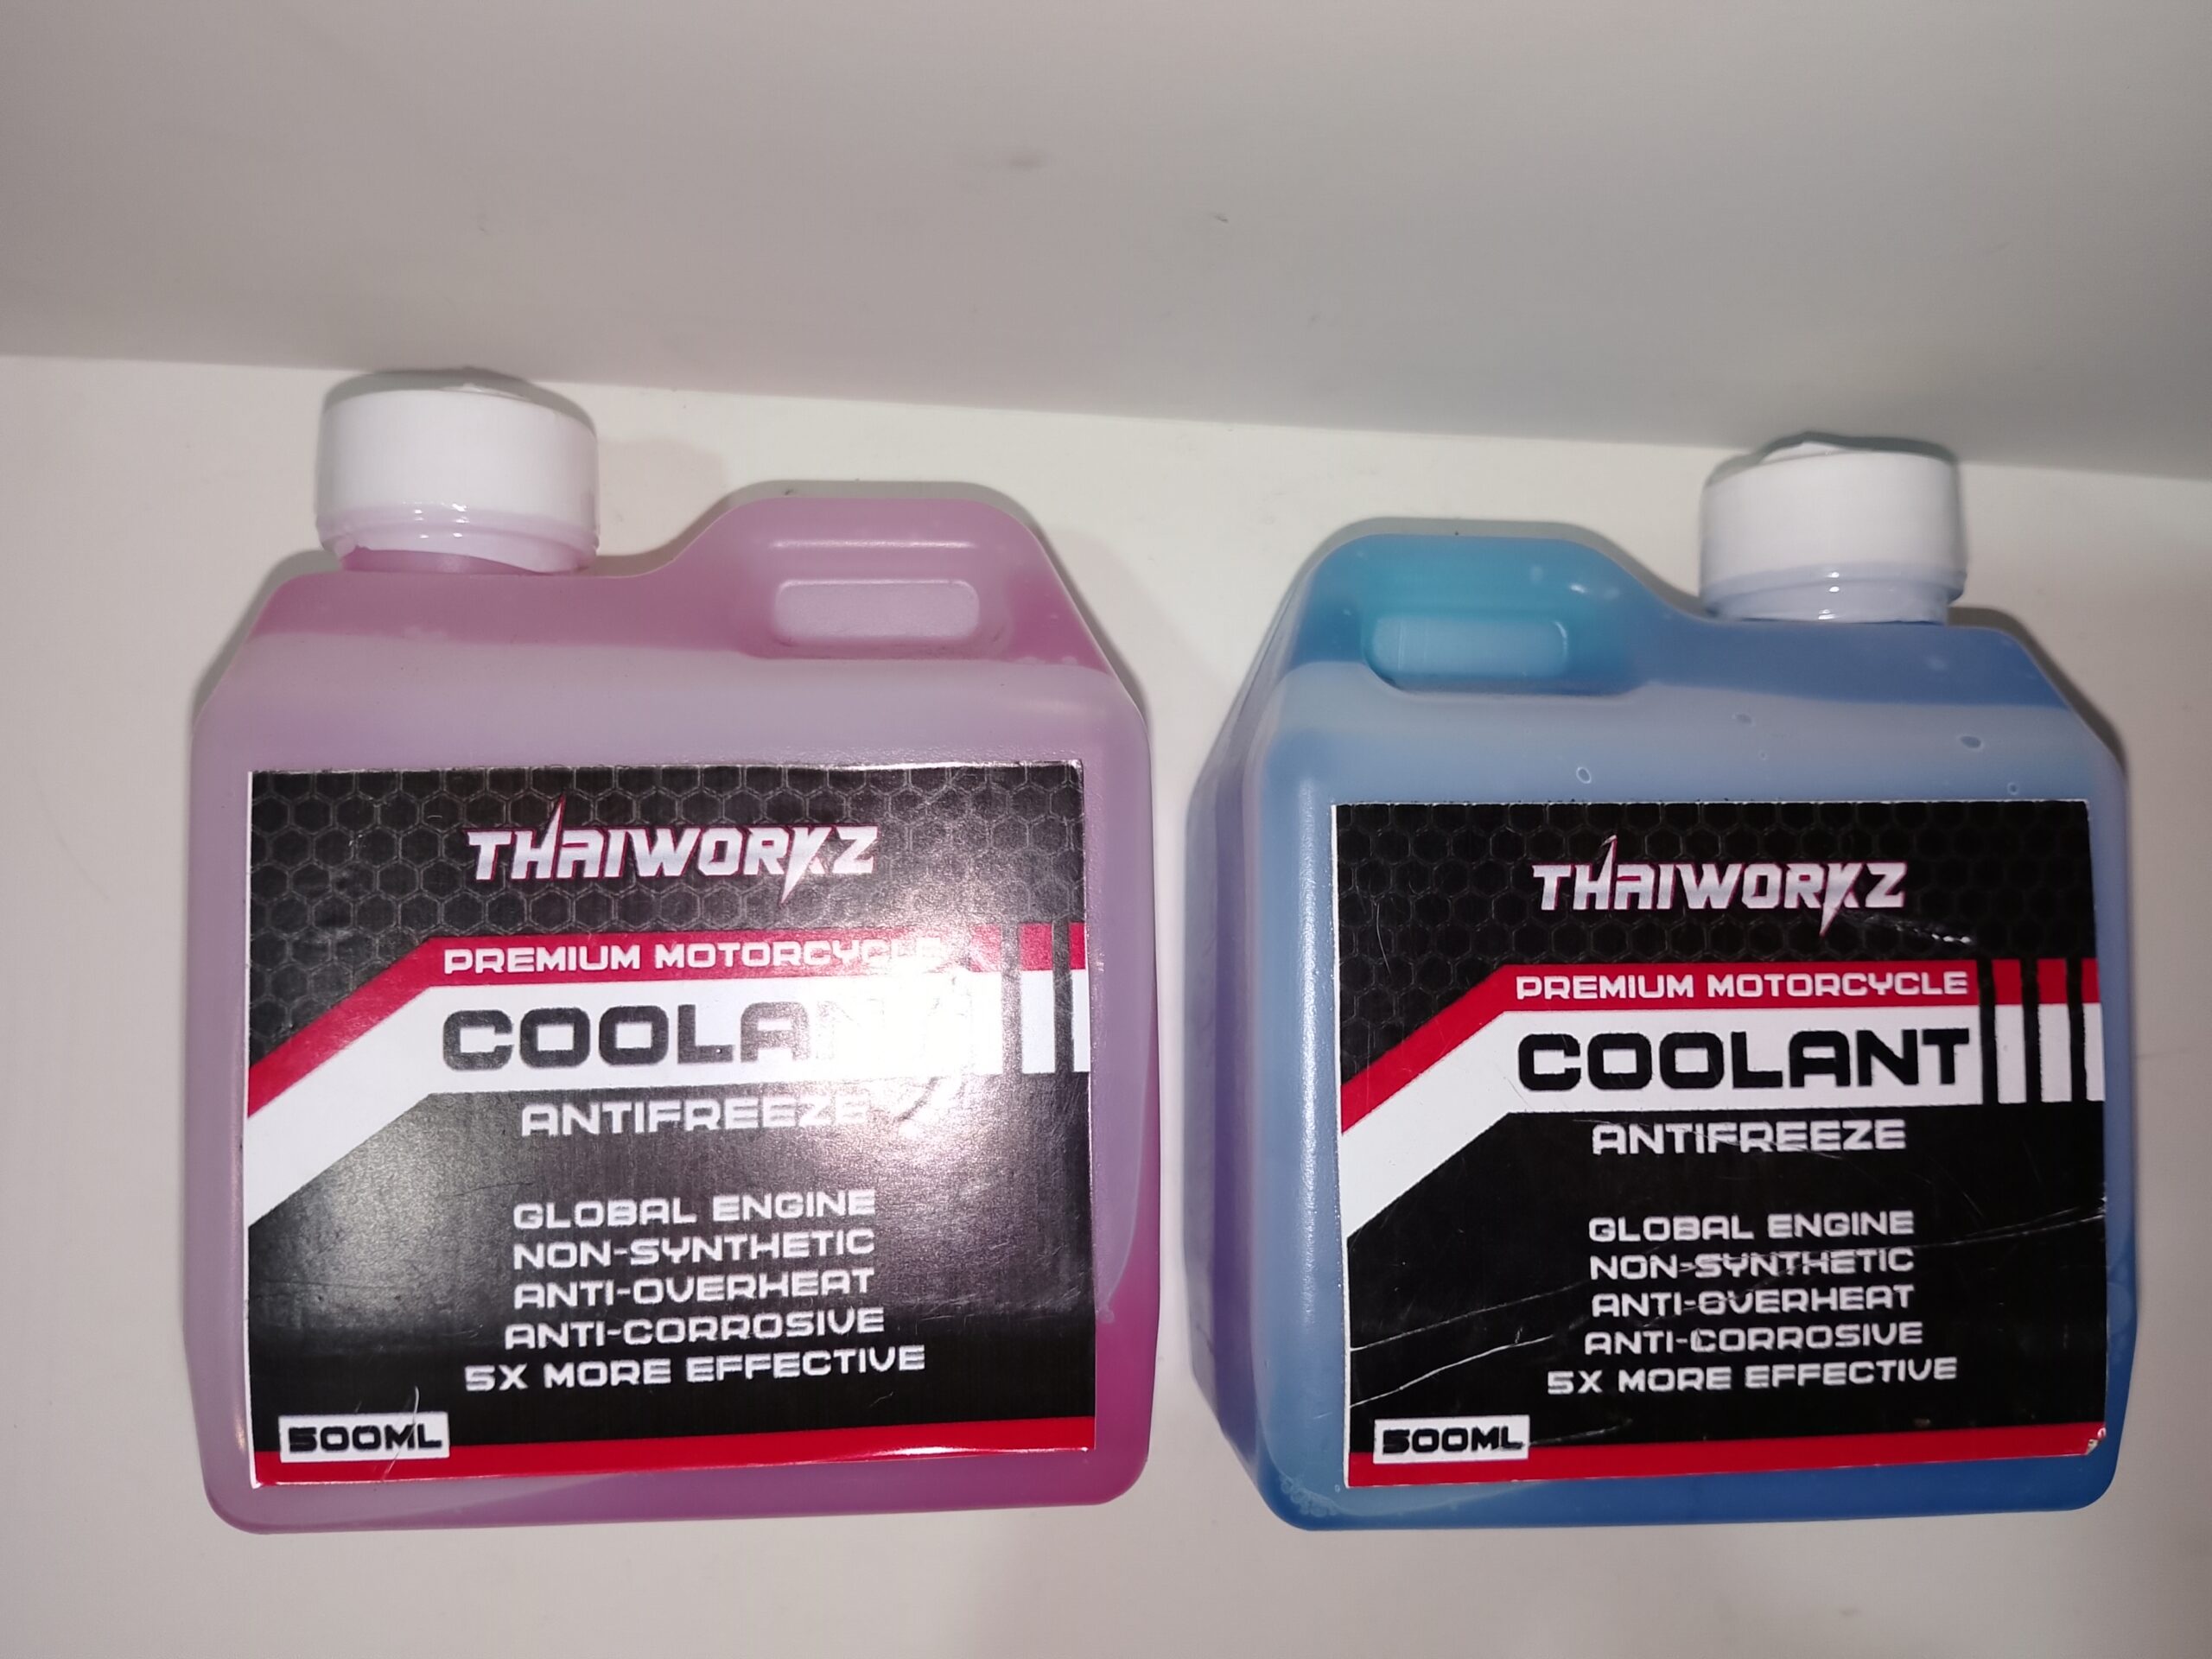 THAIWORKZ
PREMIUM MOTORCYCLE
COOLANT
ANTIFREEZE
GLOBAL ENGINE
NON-SYNTHETIC
ANTI-OVERHEAT
ANTI-CORROSIVE
5X MORE EFFECTIVE
500ML
THAIWORKZ
PREMIUM MOTORCYCLE
COOLANT
ANTIFREEZE
GLOBAL ENGINE
NON-SYNTHETIC
ANTI-OVERHEAT
ANTI-CORROSIVE
5X MORE EFFECTIVE
500ML